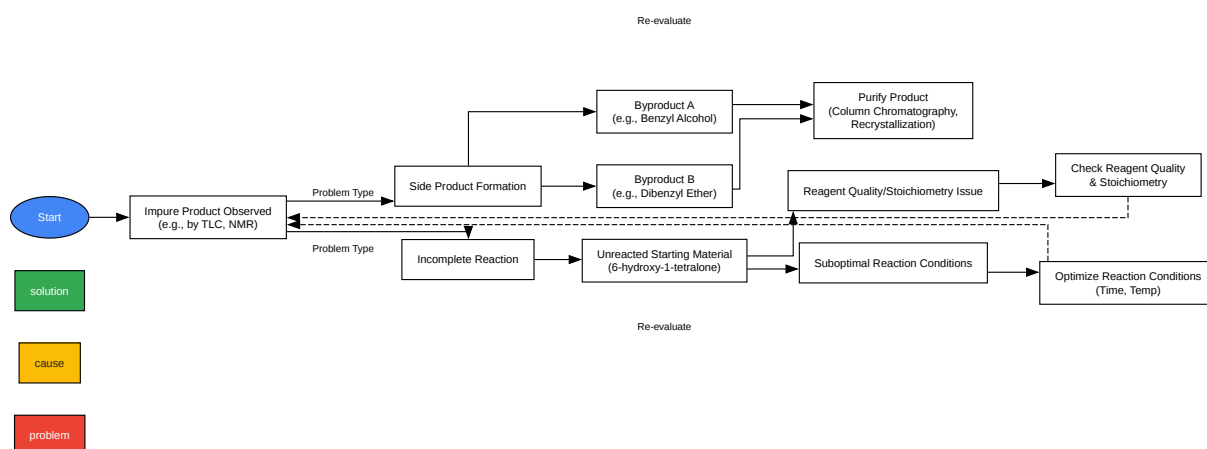 Re-evaluate
Byproduct A
(e.g., Benzyl Alcohol)
Purify Product
(Column Chromatography,
Recrystallization)
Problem Type
Side Product Formation
Byproduct B
(e.g., Dibenzyl Ether)
Reagent Quality/Stoichiometry Issue
Check Reagent Quality
& Stoichiometry
Start
Impure Product Observed
(e.g., by TLC, NMR)
Problem Type
Incomplete Reaction
Unreacted Starting Material
(6-hydroxy-1-tetralone)
Suboptimal Reaction Conditions
Optimize Reaction Conditions
(Time, Temp)
solution
Re-evaluate
cause
problem